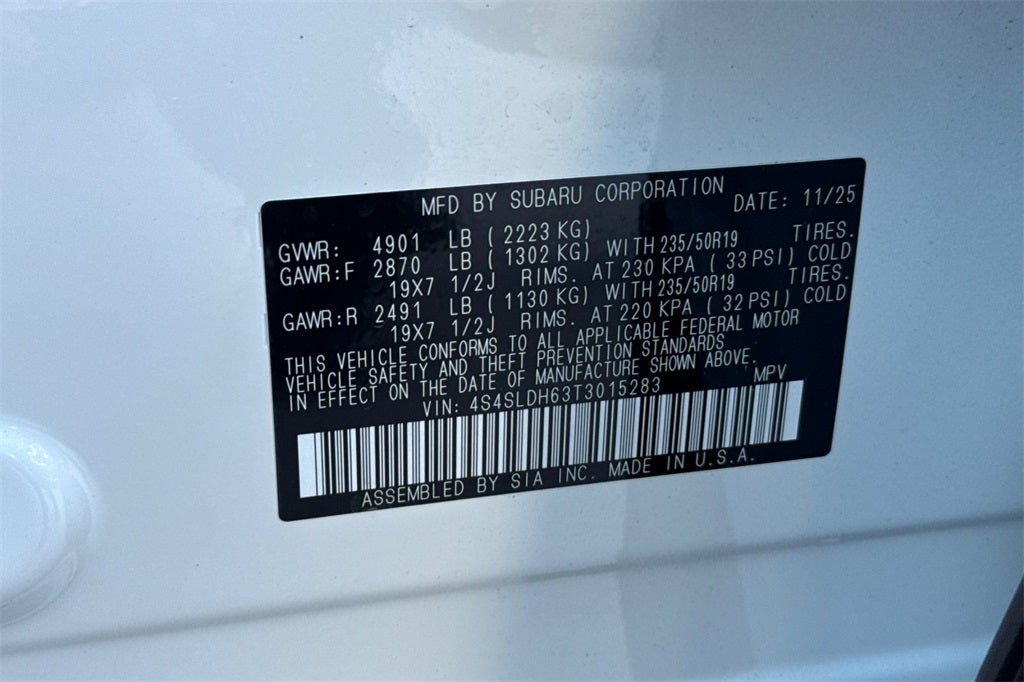 MFD BY SUBARU CORPORATION DATE: 11/25
GVWR: 4901 LB ( 2223 KG)
GAWR:F 2870 LB ( 1302 KG) WITH 235/50R19 TIRES.
19X7 1/2J RIMS. AT 230 KPA ( 33 PSI) COLD
GAWR:R 2491 LB ( 1130 KG) WITH 235/50R19 TIRES.
19X7 1/2J RIMS. AT 220 KPA ( 32 PSI) COLD
THIS VEHICLE CONFORMS TO ALL APPLICABLE FEDERAL MOTOR
VEHICLE SAFETY AND THEFT PREVENTION STANDARDS
IN EFFECT ON THE DATE OF MANUFACTURE SHOWN ABOVE.
VIN: 4S4SLDH63T3015283 MPV
ASSEMBLED BY SIA INC. MADE IN U.S.A.